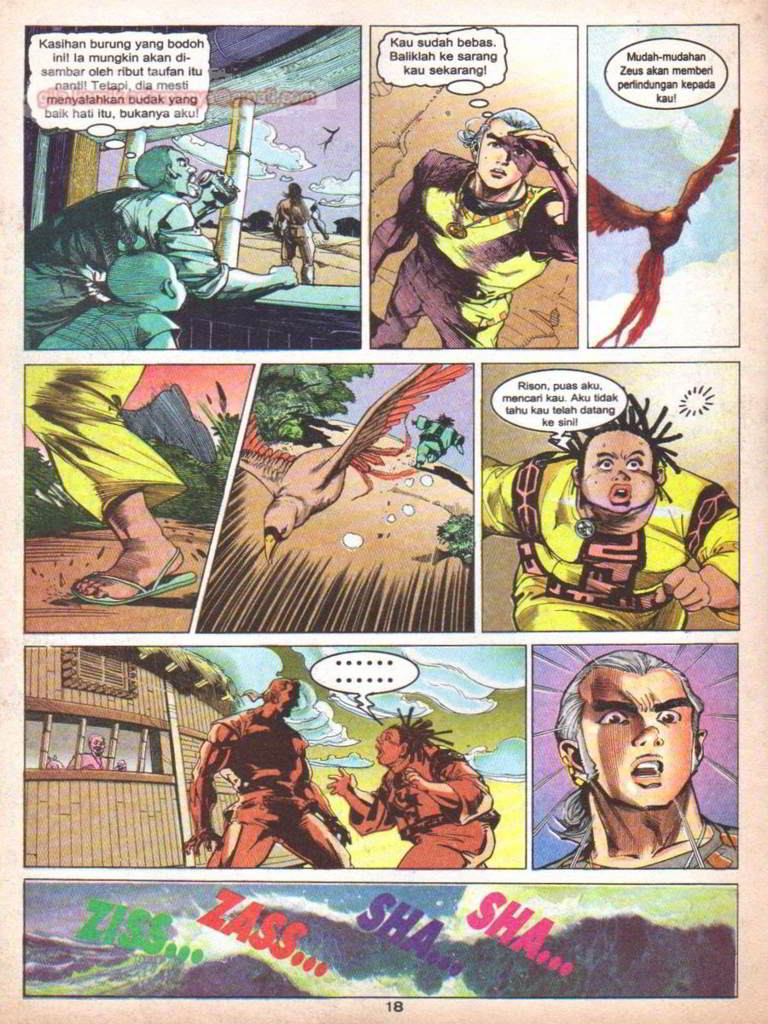 Kasihan burung yang bodoh
ini! Ia mungkin akan di-
sambar oleh ribut taufan itu
nanti! Tetapi, dia mesti
menyalahkan budak yang
baik hati itu, bukanya aku!
Kau sudah bebas.
Baliklah ke sarang
kau sekarang!
Mudah-mudahan
Zeus akan memberi
perlindungan kepada
kau!
Rison, puas aku,
mencari kau. Aku tidak
tahu kau telah datang
ke sini!
......
......
ZISS...
ZASS...
SHA...
SHA...
18